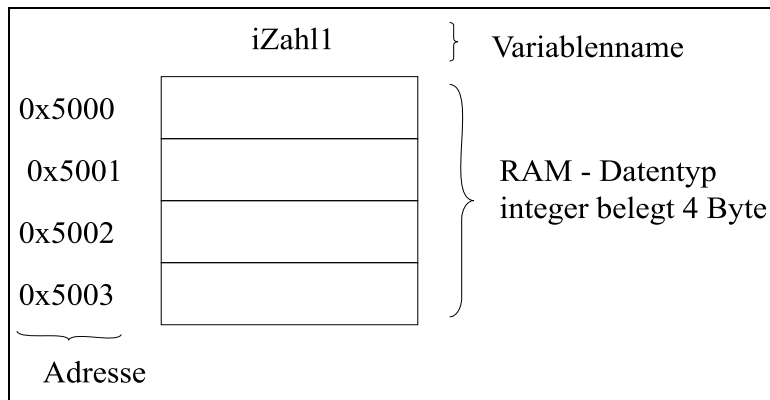 iZahl1
Variablenname
0x5000
0x5001
0x5002
0x5003
RAM - Datentyp
integer belegt 4 Byte
Adresse